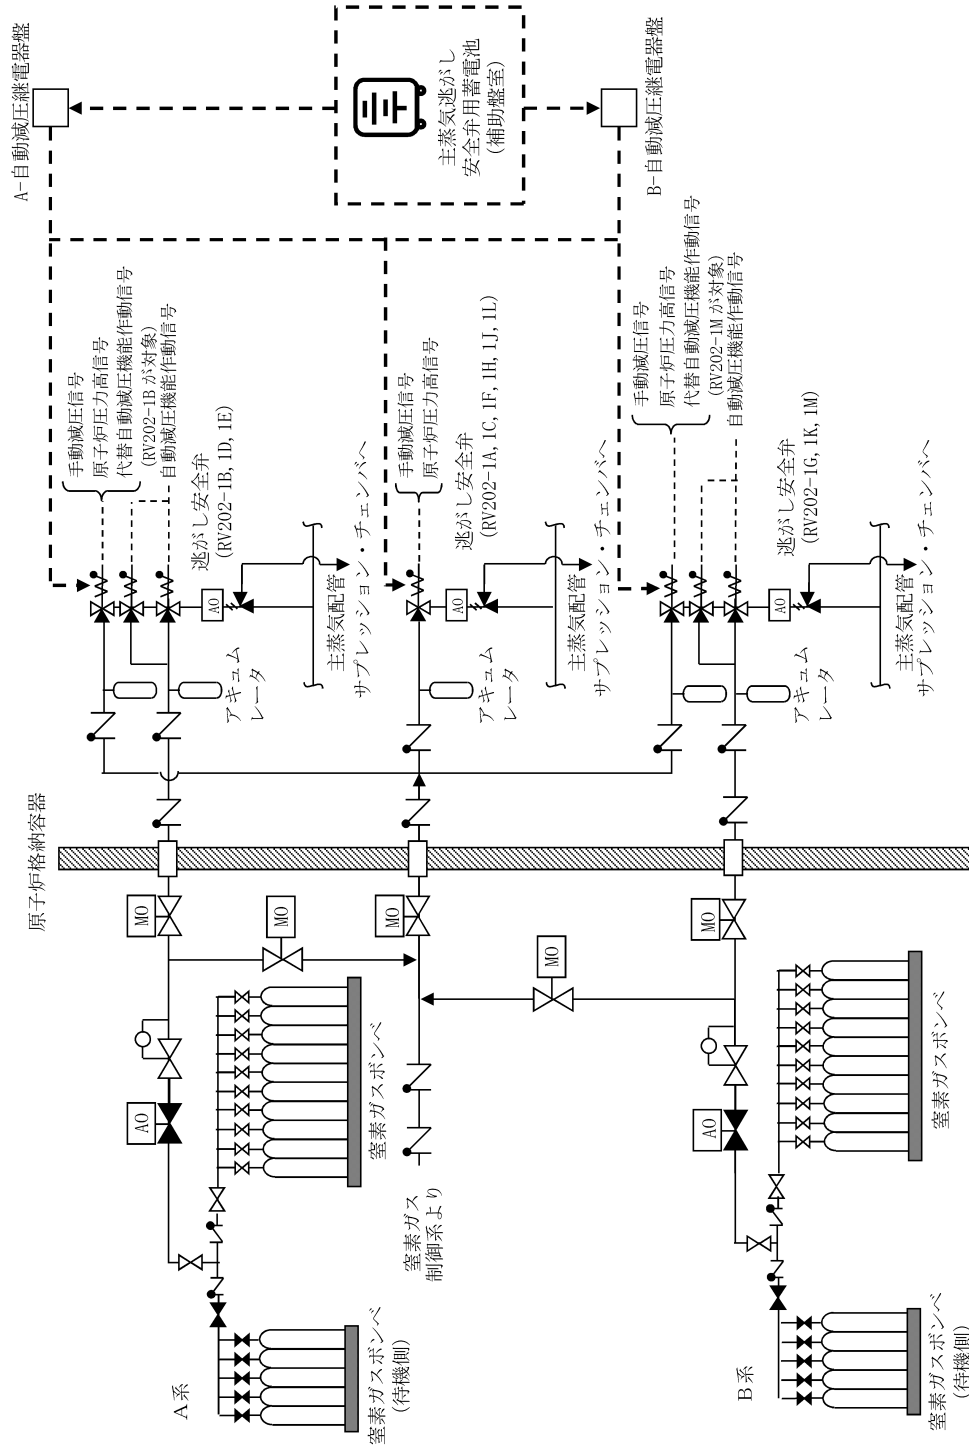 A-自動減圧継電器盤
主蒸気逃がし
安全弁用蓄電池
(補助盤室)
B-自動減圧継電器盤
手動減圧信号
原子炉圧力高信号
代替自動減圧機能作動信号
(RV202-1Bが対象)
自動減圧機能作動信号
逃がし安全弁
(RV202-1B, 1D, 1E)
手動減圧信号
原子炉圧力高信号
逃がし安全弁
(RV202-1A, 1C, 1F, 1H, 1J, 1L)
手動減圧信号
原子炉圧力高信号
代替自動減圧機能作動信号
(RV202-1Mが対象)
自動減圧機能作動信号
逃がし安全弁
(RV202-1G, 1K, 1M)
AO
主蒸気配管
サプレッション・チェンバへ
アキュム
レータ
AO
主蒸気配管
サプレッション・チェンバへ
アキュム
レータ
AO
主蒸気配管
サプレッション・チェンバへ
アキュム
レータ
原子炉格納容器
MO
MO
MO
MO
MO
AO
AO
窒素ガスボンベ
窒素ガス
制御系より
窒素ガスボンベ
A系
窒素ガスボンベ
(待機側)
B系
窒素ガスボンベ
(待機側)